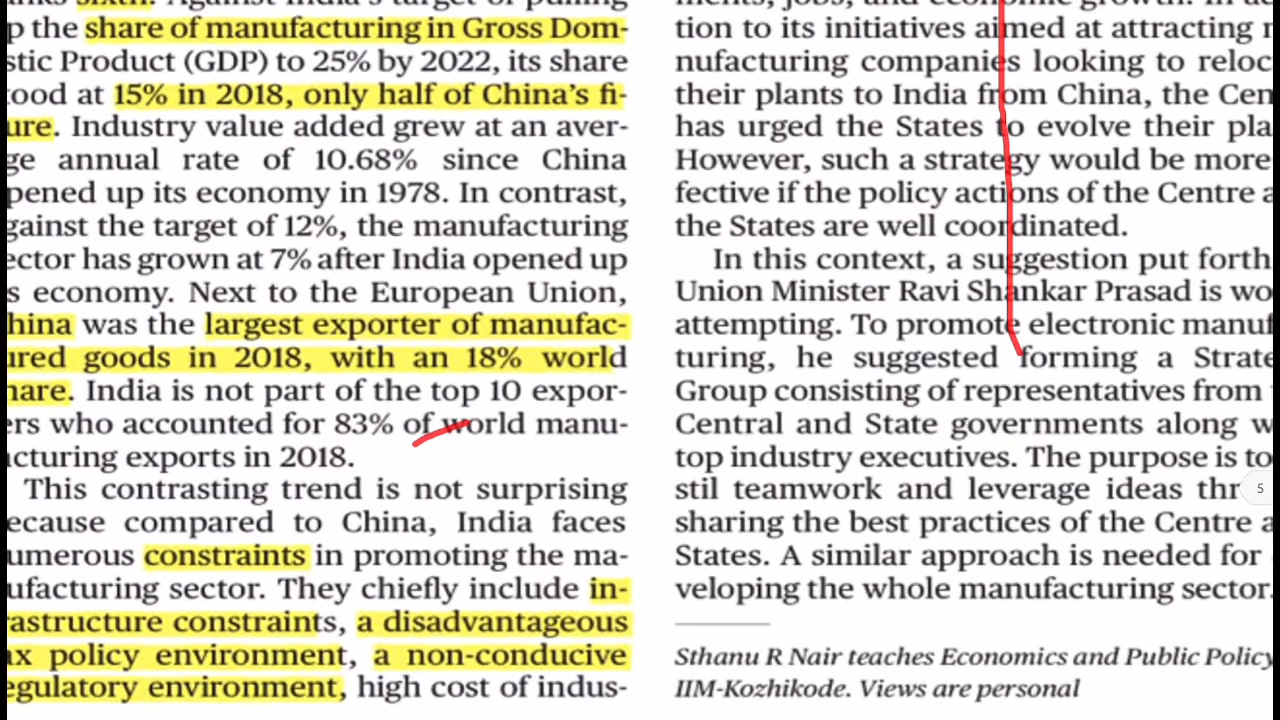 sixth. Against India's target of pulling
p the share of manufacturing in Gross Dom-
stic Product (GDP) to 25% by 2022, its share
ood at 15% in 2018, only half of China's fi-
ure. Industry value added grew at an aver-
ge annual rate of 10.68% since China
pened up its economy in 1978. In contrast,
gainst the target of 12%, the manufacturing
ector has grown at 7% after India opened up
s economy. Next to the European Union,
hina was the largest exporter of manufac-
ured goods in 2018, with an 18% world
hare. India is not part of the top 10 expor-
ers who accounted for 83% of world manu-
acturing exports in 2018.
This contrasting trend is not surprising
ecause compared to China, India faces
umerous constraints in promoting the ma-
ufacturing sector. They chiefly include in-
rastructure constraints, a disadvantageous
ax policy environment, a non-conducive
egulatory environment, high cost of indus-
ments, jobs, and economic growth. In
tion to its initiatives aimed at attracting
nufacturing companies looking to reloc
their plants to India from China, the Cen
has urged the States to evolve their pla
However, such a strategy would be more
fective if the policy actions of the Centre a
the States are well coordinated.
In this context, a suggestion put forth
Union Minister Ravi Shankar Prasad is wo
attempting. To promote electronic manuf
turing, he suggested forming a Strate
Group consisting of representatives from
Central and State governments along w
top industry executives. The purpose is to
stil teamwork and leverage ideas thr
5
sharing the best practices of the Centre a
States. A similar approach is needed for
veloping the whole manufacturing sector.
Sthanu R Nair teaches Economics and Public Policy
IIM-Kozhikode. Views are personal